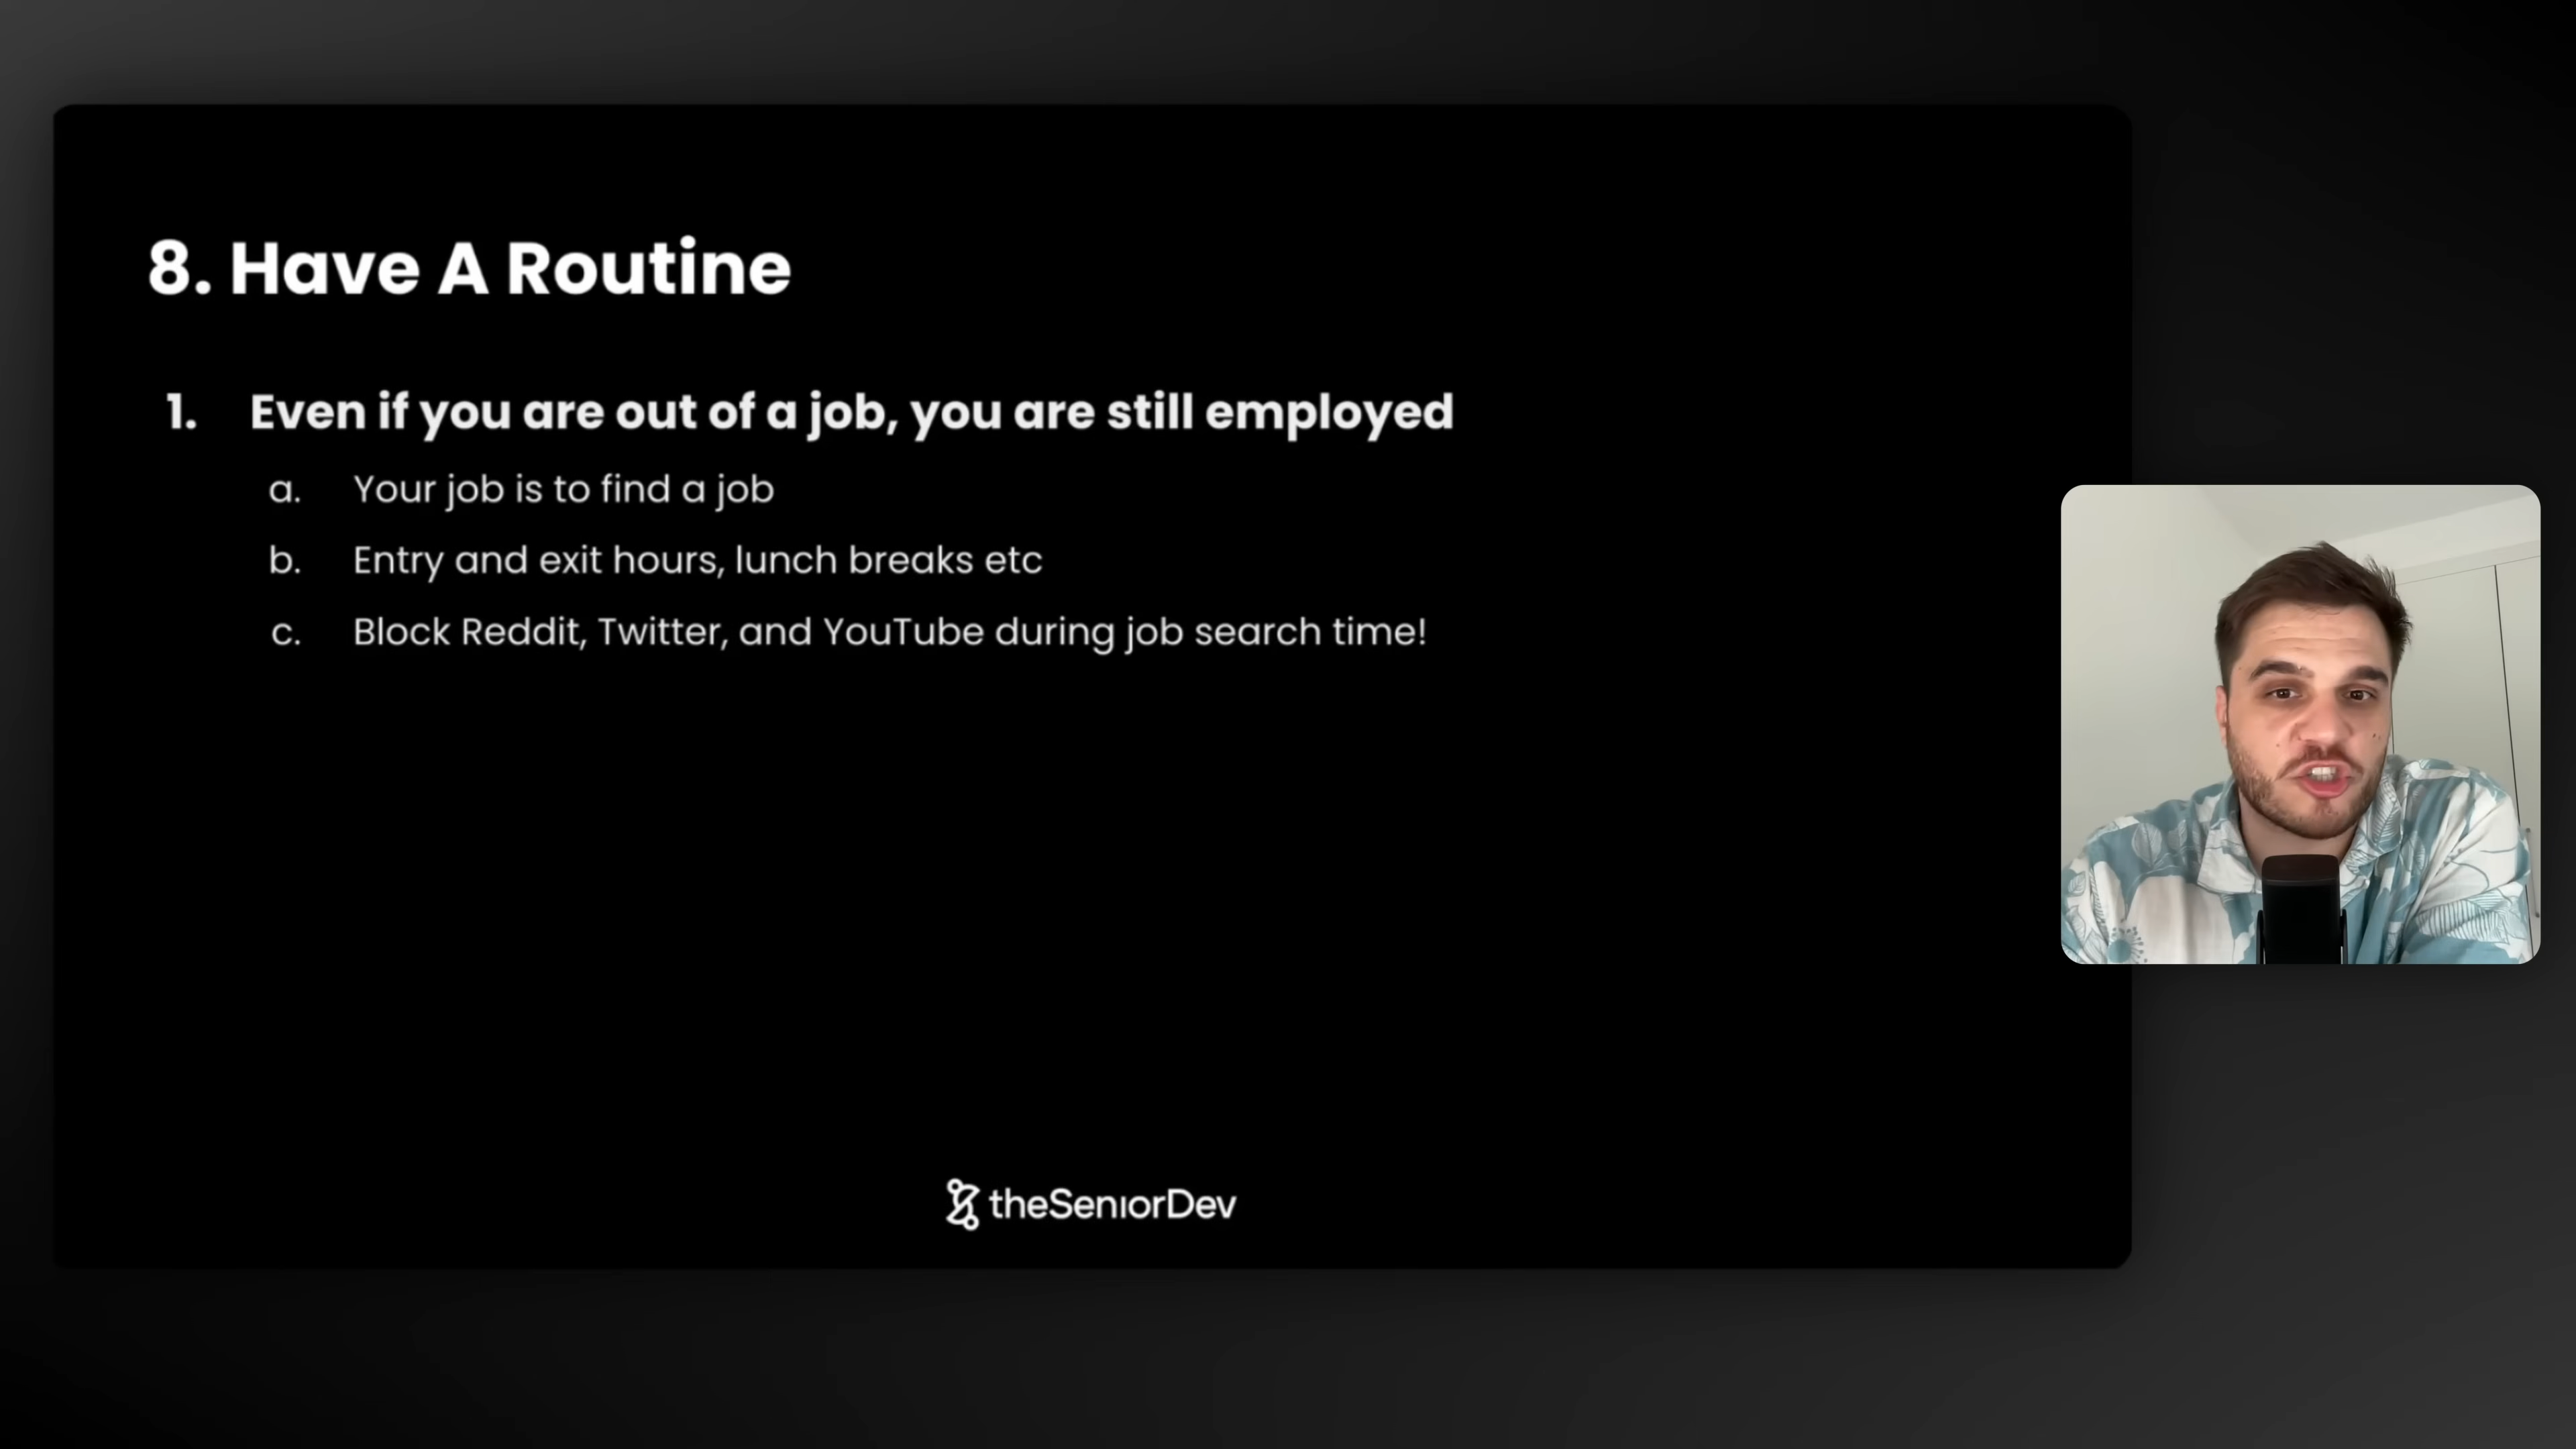 8. Have A Routine
1. Even if you are out of a job, you are still employed
a. Your job is to find a job
b. Entry and exit hours, lunch breaks etc
c. Block Reddit, Twitter, and YouTube during job search time!
theSenıorDev